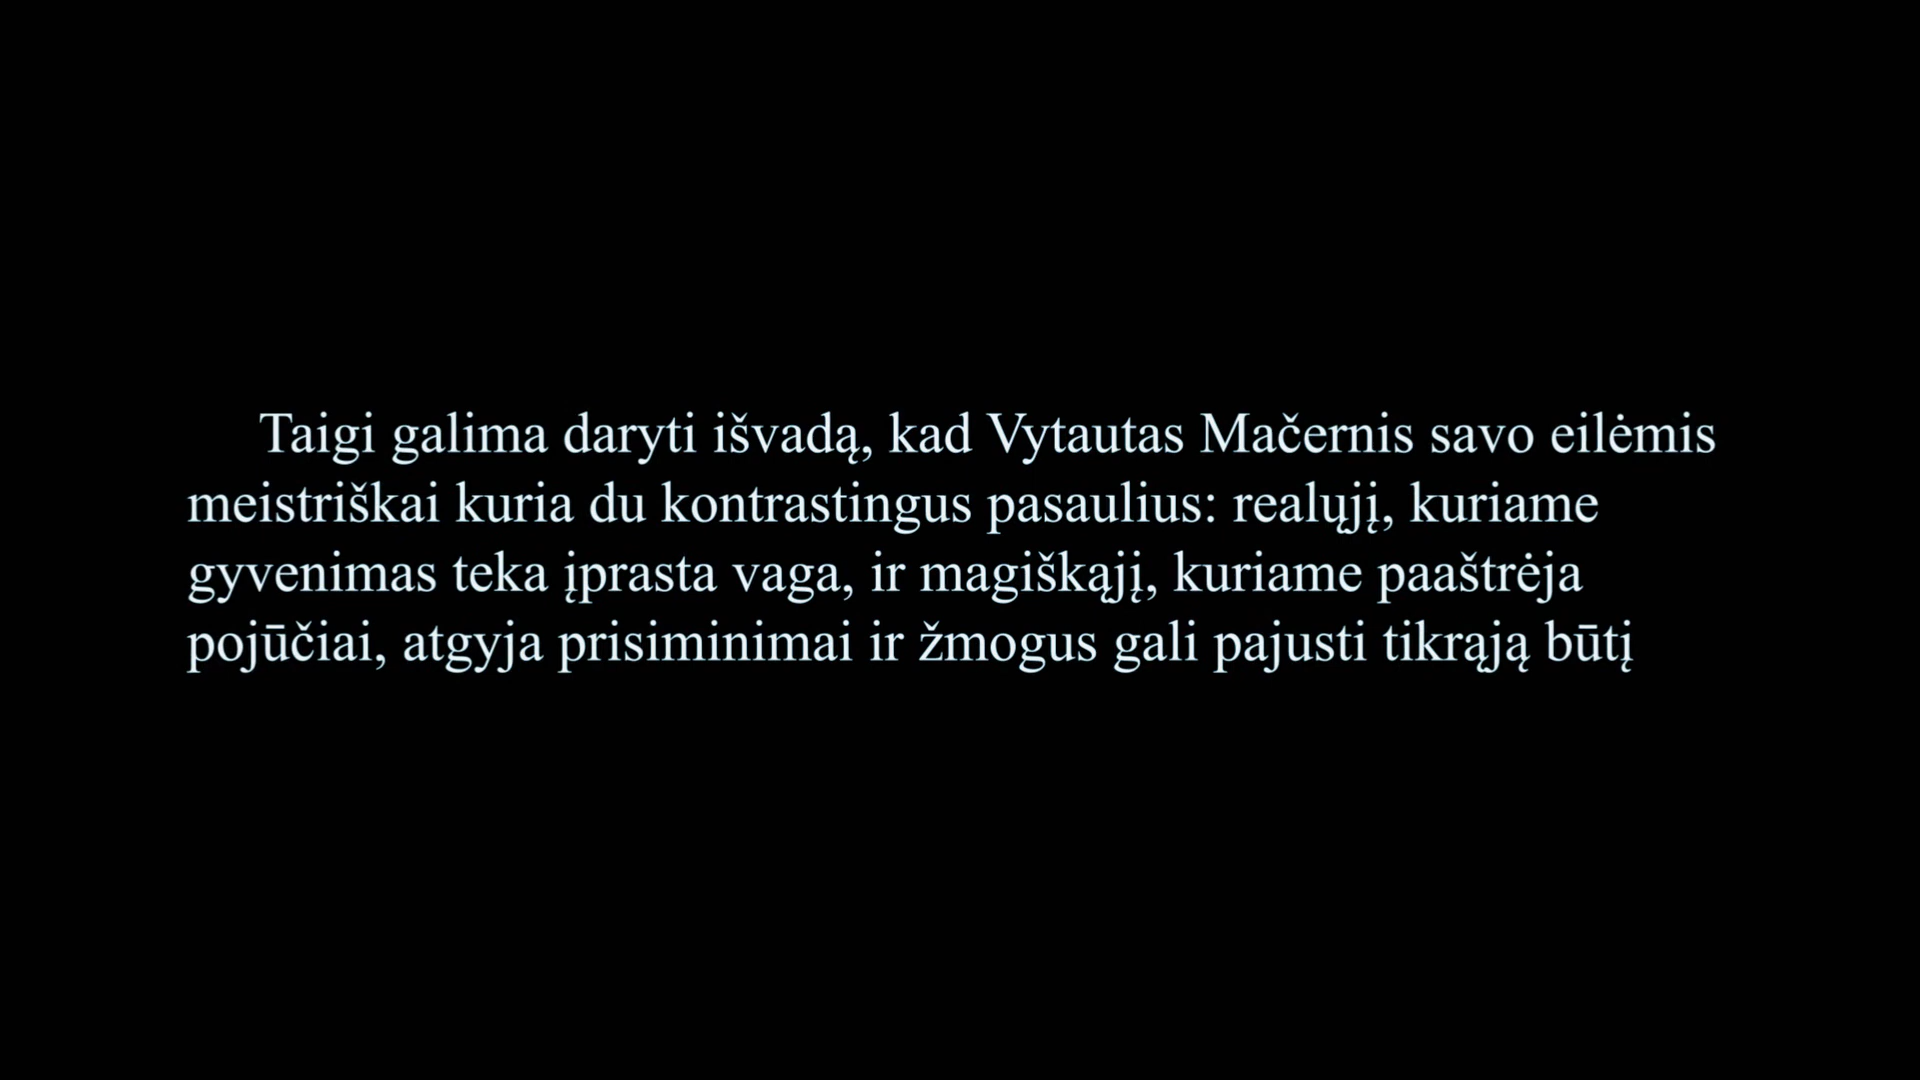 Taigi galima daryti išvadą, kad Vytautas Mačernis savo eilėmis
meistriškai kuria du kontrastingus pasaulius: realųjį, kuriame
gyvenimas teka įprasta vaga, ir magiškąjį, kuriame paaštrėja
pojūčiai, atgyja prisiminimai ir žmogus gali pajusti tikrąją būtį